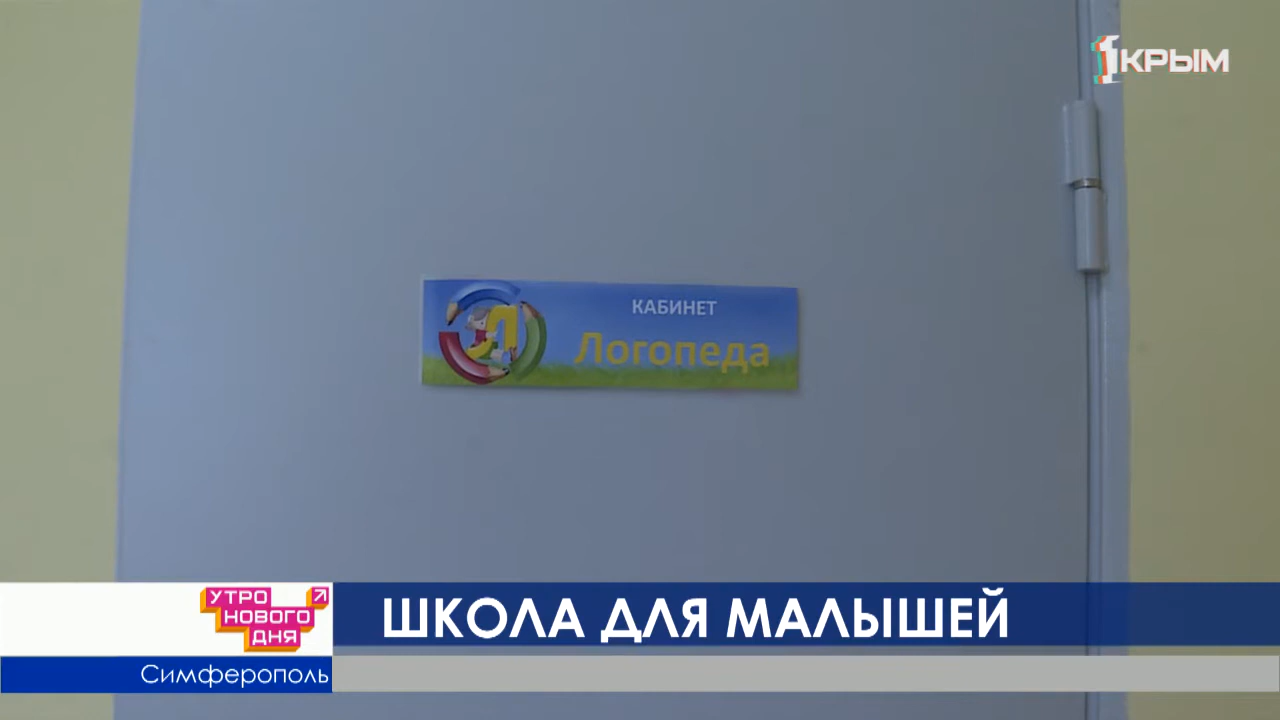 1КРЫМ
КАБИНЕТ
Л
Логопеда
УТРО
НОВОГО
ДНЯ
ШКОЛА ДЛЯ МАЛЫШЕЙ
Симферополь